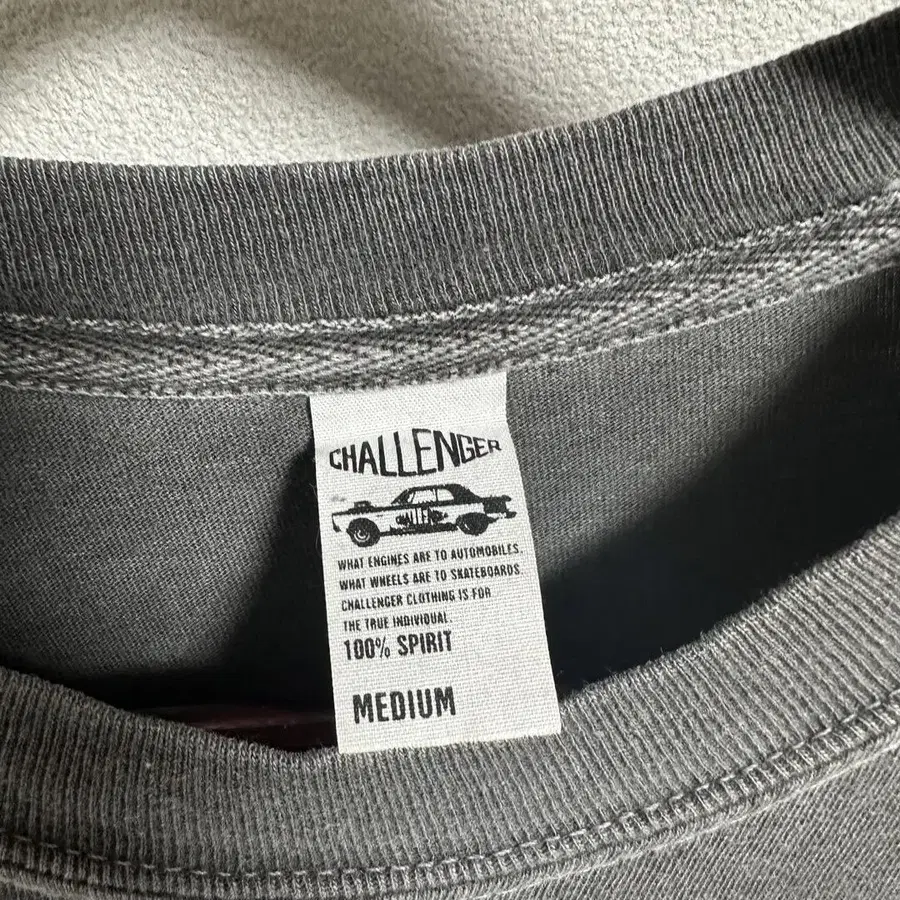 CHALLENGER
WHAT ENGINES ARE TO AUTOMOBILES.
WHAT WHEELS ARE TO SKATEBOARDS
CHALLENGER CLOTHING IS FOR
THE TRUE INDIVIDUAL.
100% SPIRIT
MEDIUM